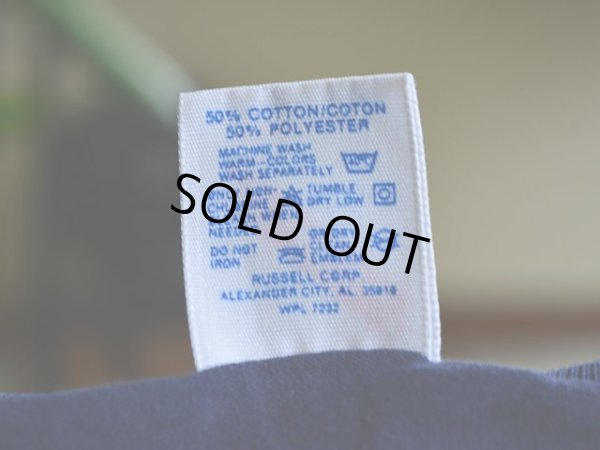 50% COTTON/COTON
50% POLYESTER
MACHINE WASH
WARM-COLORS
WASH SEPARATELY
TUMBLE
DRY LOW
NEEDED
DO NOT
IRON
RUSSELL CORP
ALEXANDER CITY, AL. 35010
WPL 7232
SOLD OUT